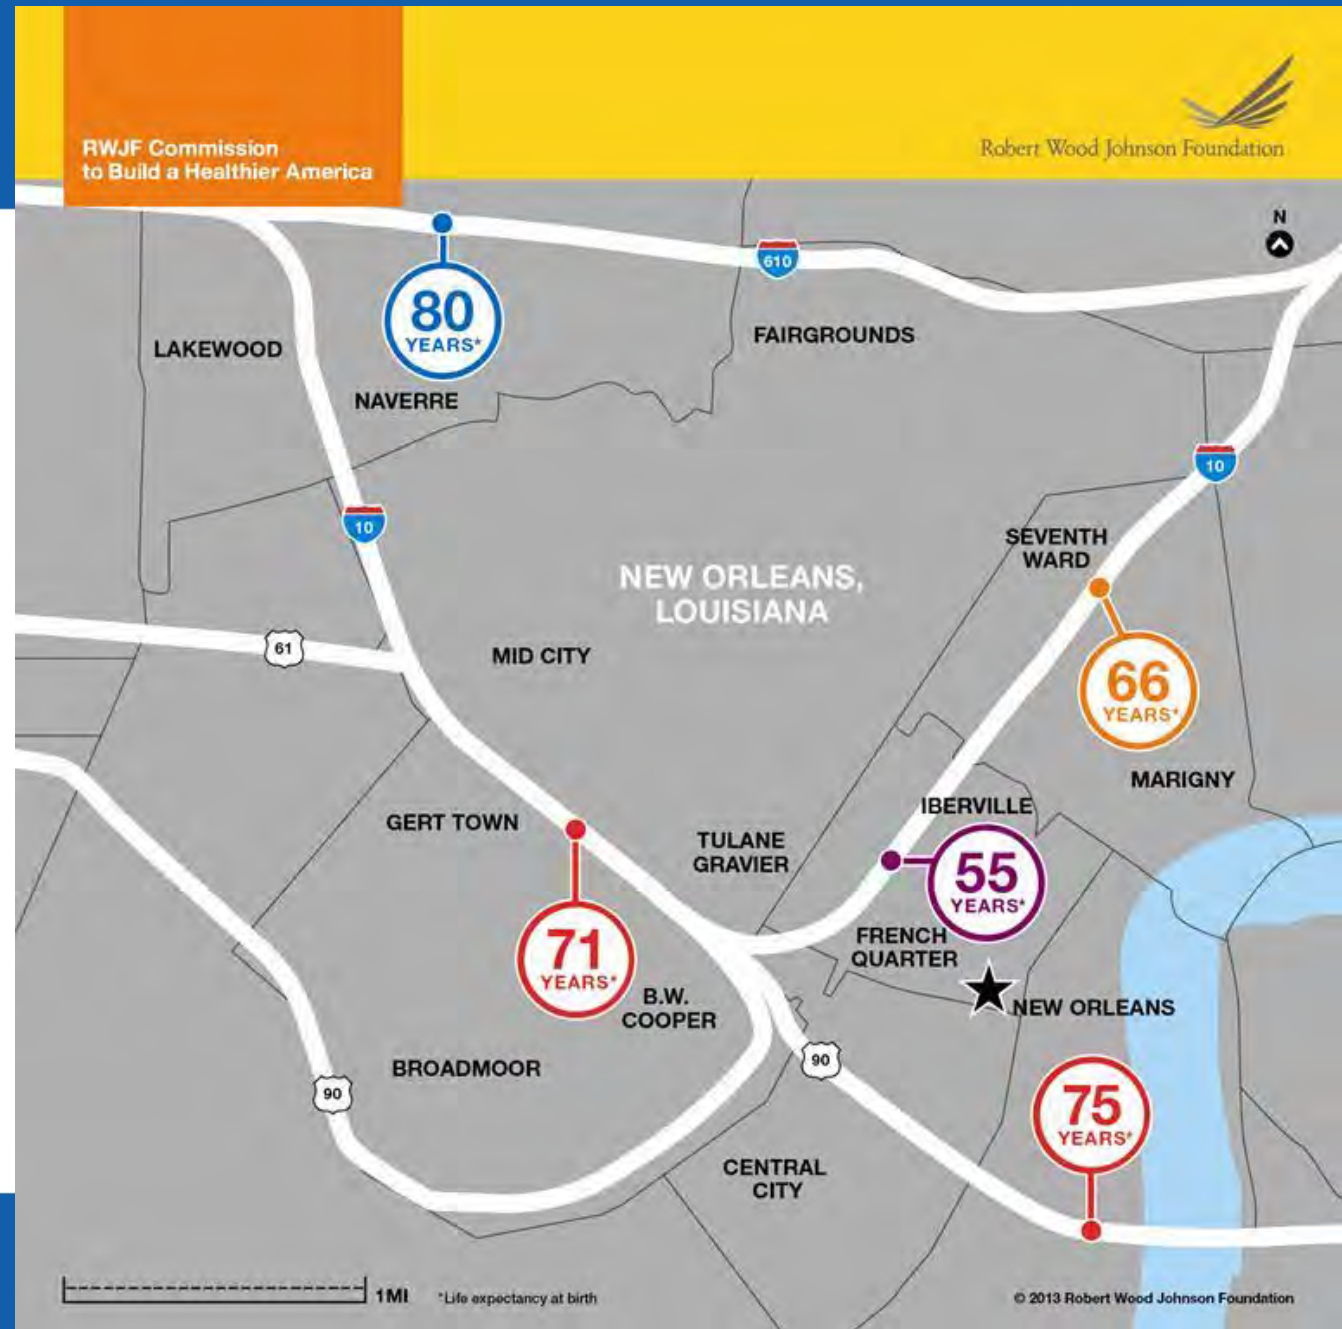 RWJF Commission
to Build a Healthier America
Robert Wood Johnson Foundation
N
610
80
YEARS*
LAKEWOOD
FAIRGROUNDS
NAVERRE
10
10
SEVENTH
WARD
NEW ORLEANS,
LOUISIANA
61
MID CITY
66
YEARS*
MARIGNY
IBERVILLE
GERT TOWN
TULANE
GRAVIER
55
YEARS*
FRENCH
QUARTER
71
YEARS*
B.W.
COOPER
NEW ORLEANS
BROADMOOR
90
90
75
YEARS*
CENTRAL
CITY
1MI
*Life expectancy at birth
© 2013 Robert Wood Johnson Foundation